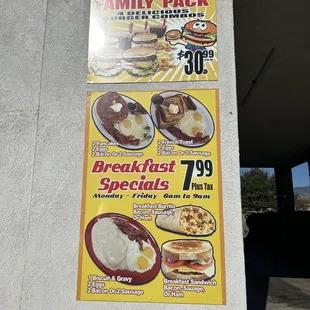 FAMILY PACK
4 DELICIOUS
BURGER COMBOS
$30.99
2 Pancakes
2 Eggs
2 Bacon Or 2 Sausage
2 French Toast
2 Eggs
2 Bacon Or 2 Sausage
Breakfast
Specials
7.99
Plus Tax
Monday - Friday 6am to 9am
Breakfast Burrito
Bacon, Sausage,
Or Ham
1 Biscuit & Gravy
2 Eggs
2 Bacon Or 2 Sausage
Breakfast Sandwich
Bacon, Sauage,
Or Ham